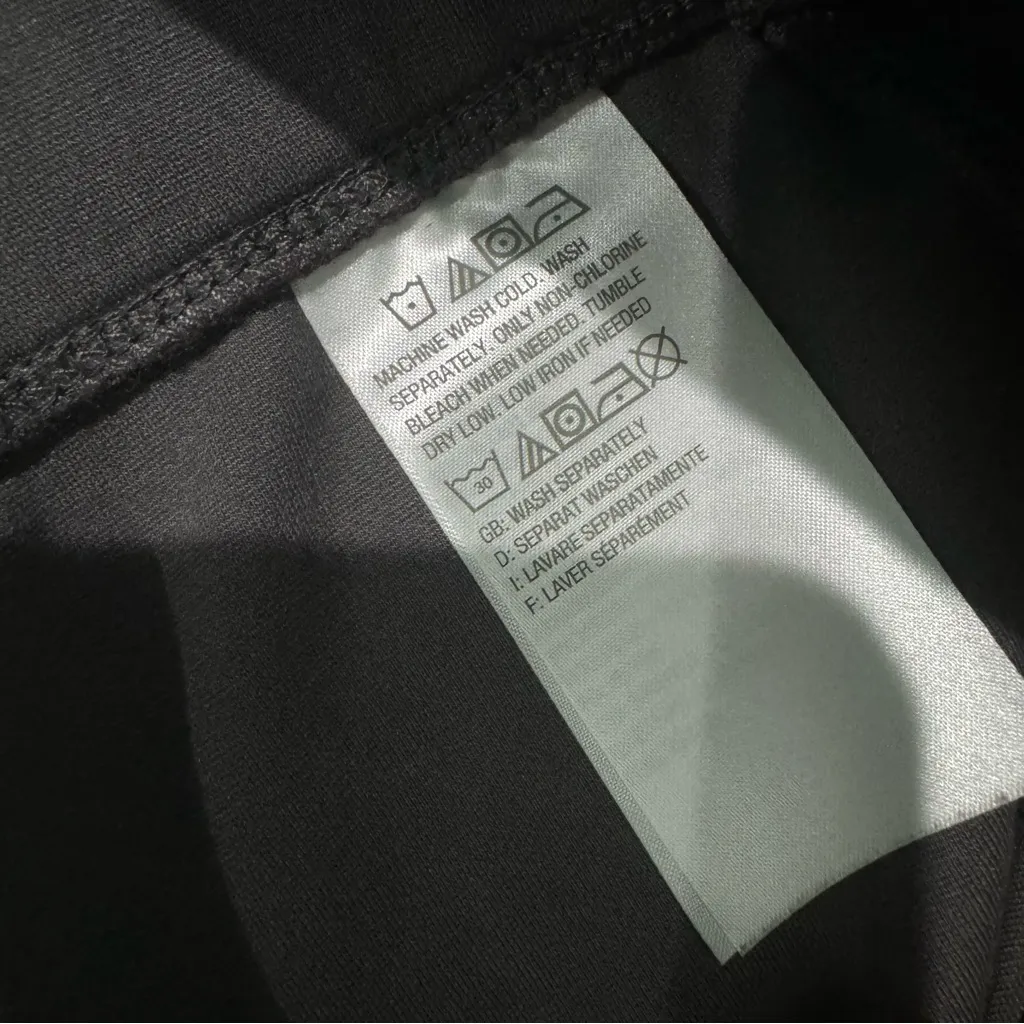 MACHINE WASH COLD. WASH
SEPARATELY. ONLY NON-CHLORINE
BLEACH WHEN NEEDED. TUMBLE
DRY LOW. LOW IRON IF NEEDED
30
GB: WASH SEPARATELY
D: SEPARAT WASCHEN
I: LAVARE SEPARATAMENTE
F: LAVER SÉPARÉMENT